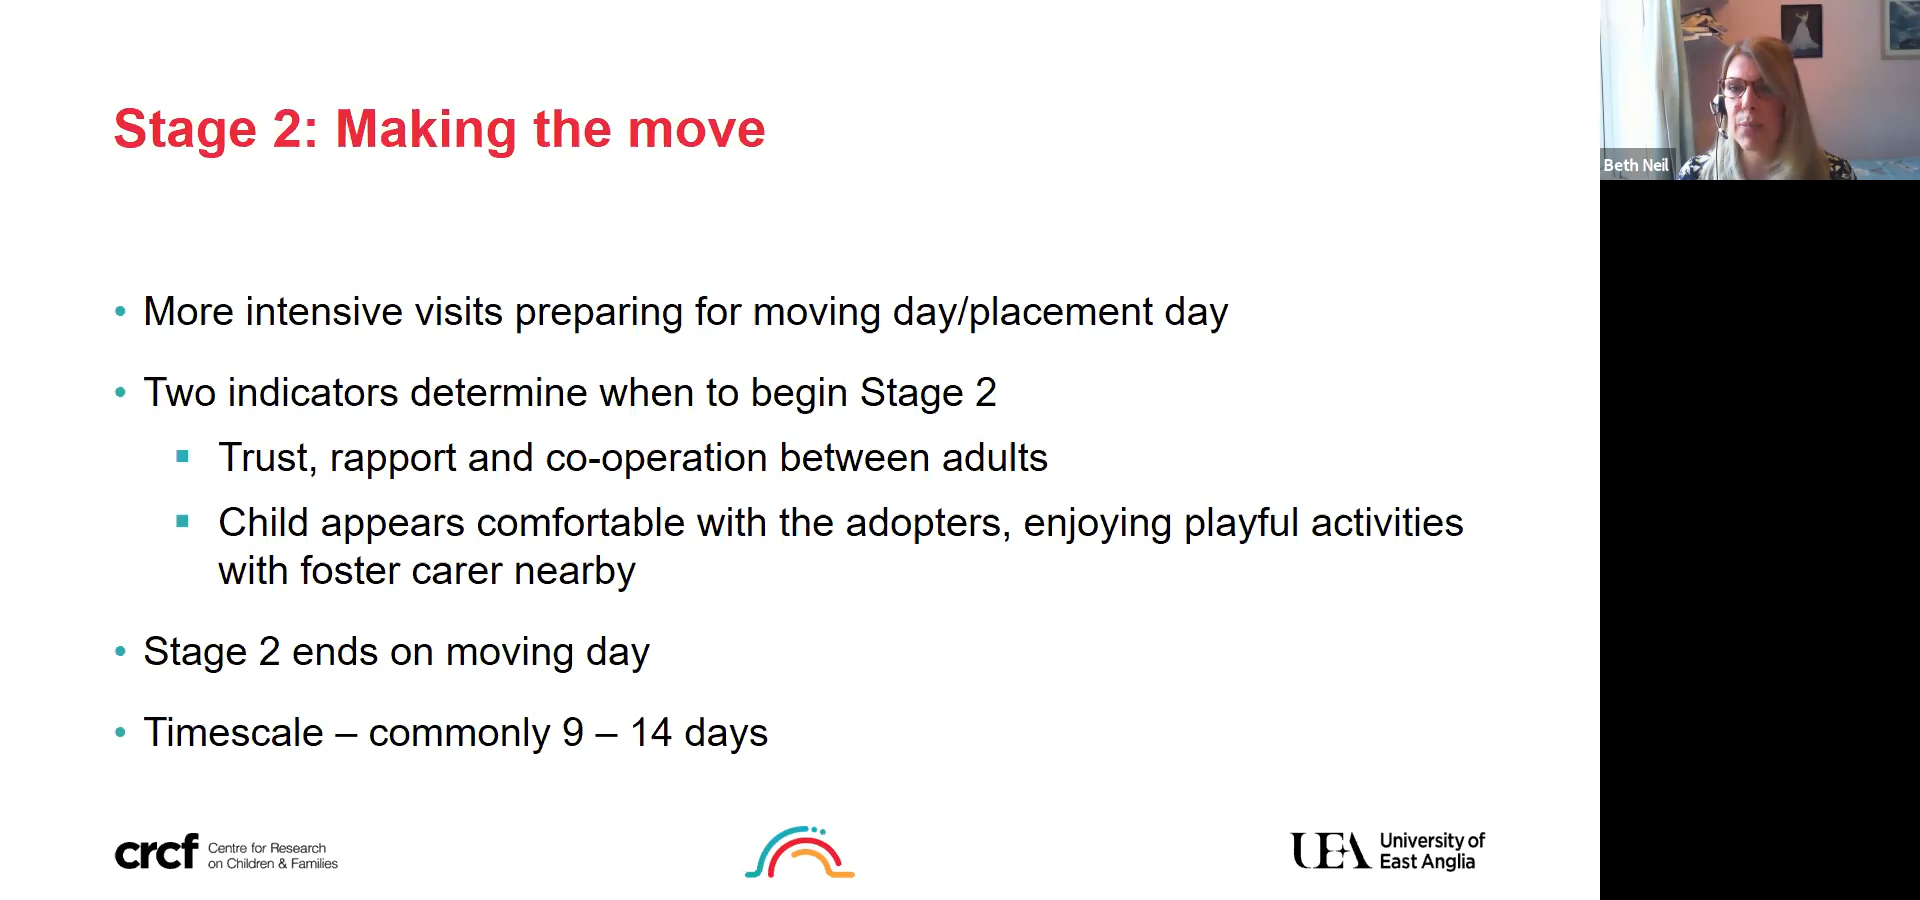 Stage 2: Making the move
Beth Neil
More intensive visits preparing for moving day/placement day
Two indicators determine when to begin Stage 2
Trust, rapport and co-operation between adults
Child appears comfortable with the adopters, enjoying playful activities
with foster carer nearby
Stage 2 ends on moving day
Timescale – commonly 9 – 14 days
crcf
Centre for Research
on Children & Families
UEA
University of
East Anglia